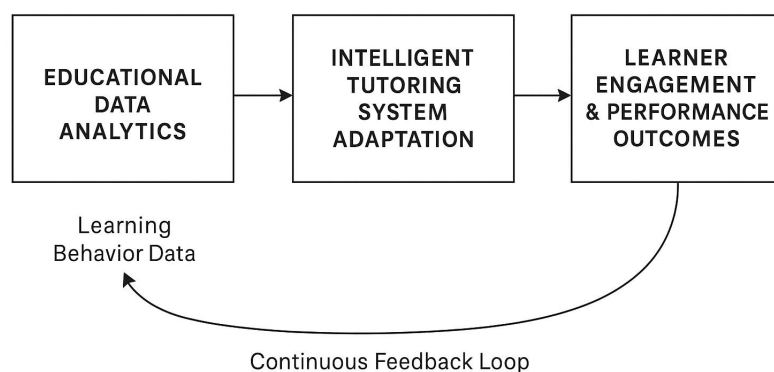 EDUCATIONAL
DATA
ANALYTICS
INTELLIGENT
TUTORING
SYSTEM
ADAPTATION
LEARNER
ENGAGEMENT
& PERFORMANCE
OUTCOMES
Learning
Behavior Data
Continuous Feedback Loop